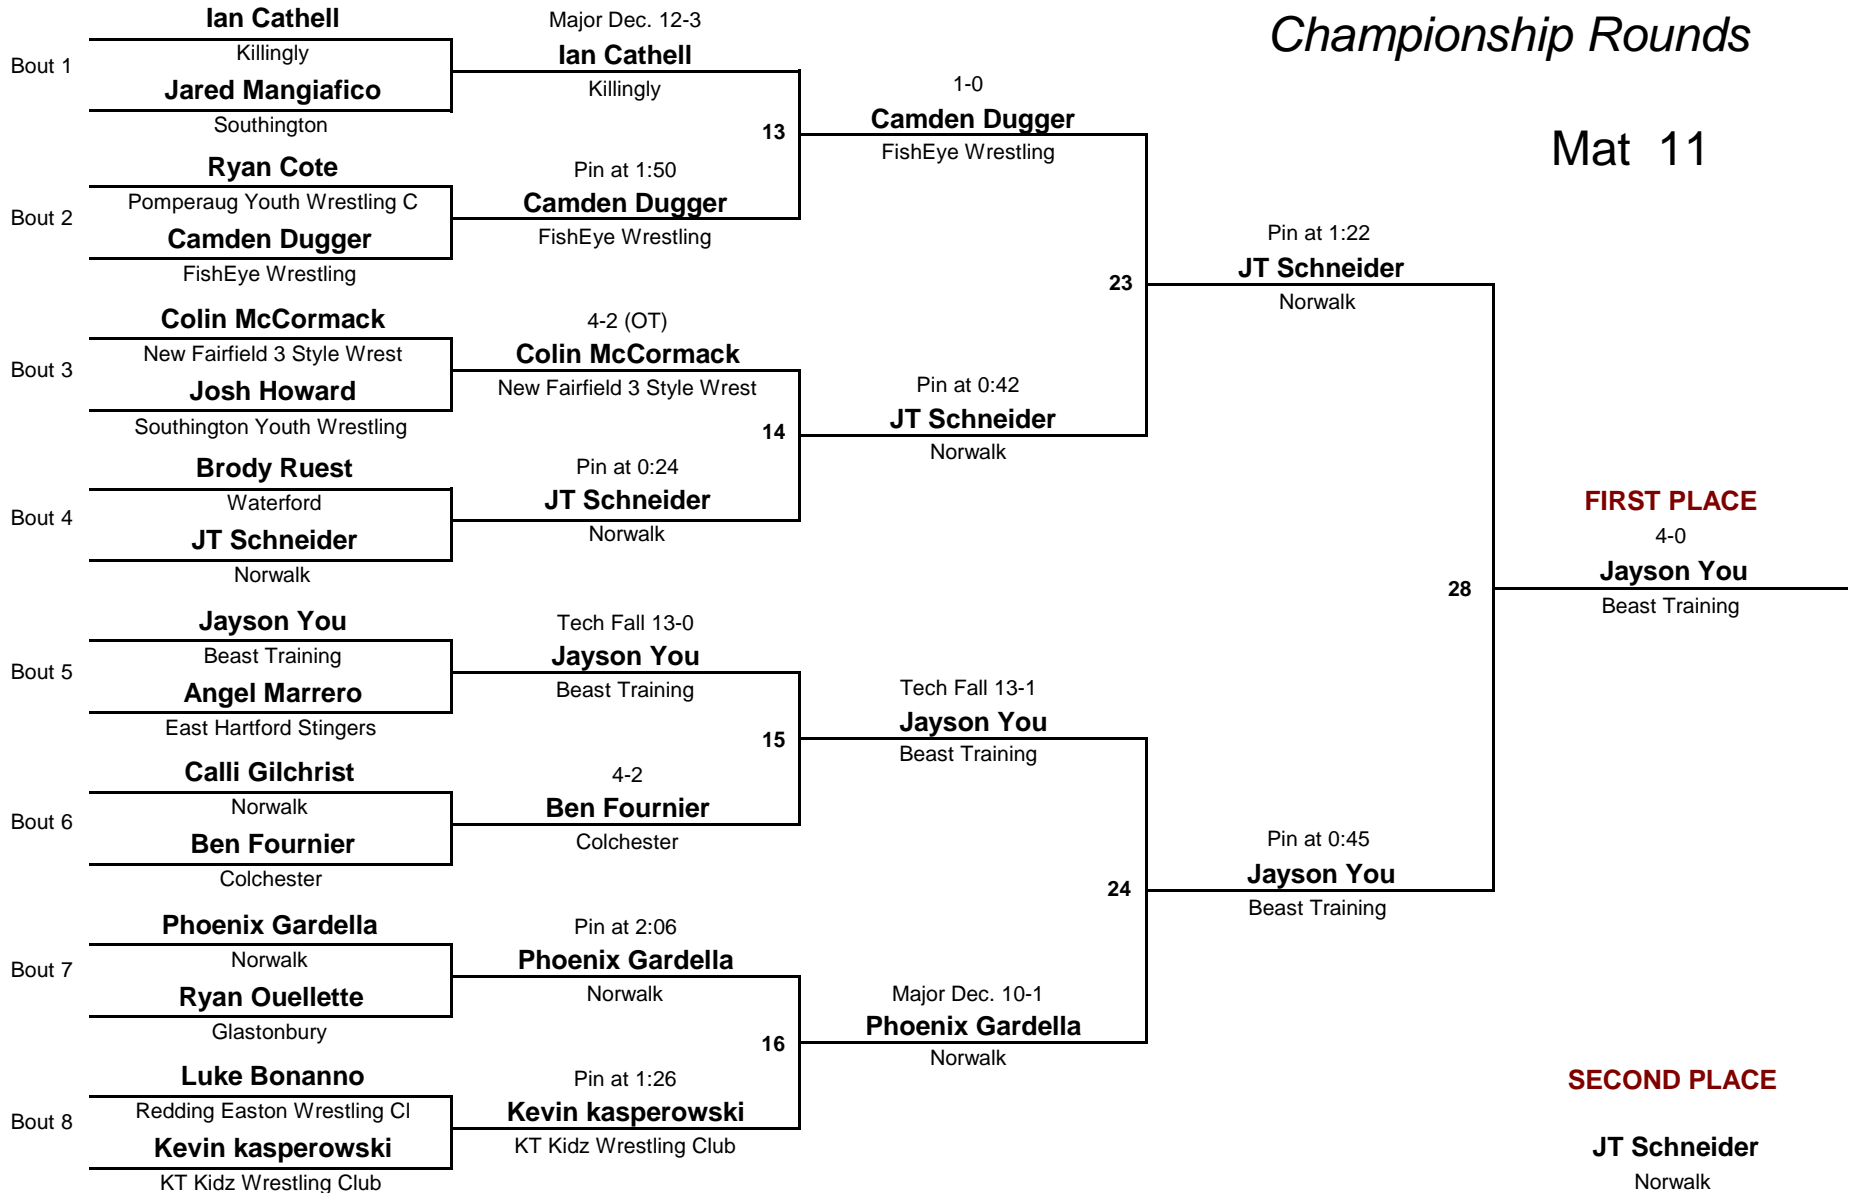 Championship Rounds
Mat 11
Bout 1
Ian Cathell
Killingly
Jared Mangiafico
Southington
Bout 2
Ryan Cote
Pomperaug Youth Wrestling C
Camden Dugger
FishEye Wrestling
Bout 3
Colin McCormack
New Fairfield 3 Style Wrest
Josh Howard
Southington Youth Wrestling
Bout 4
Brody Ruest
Waterford
JT Schneider
Norwalk
Bout 5
Jayson You
Beast Training
Angel Marrero
East Hartford Stingers
Bout 6
Calli Gilchrist
Norwalk
Ben Fournier
Colchester
Bout 7
Phoenix Gardella
Norwalk
Ryan Ouellette
Glastonbury
Bout 8
Luke Bonanno
Redding Easton Wrestling Cl
Kevin kasperowski
KT Kidz Wrestling Club
Major Dec. 12-3
Ian Cathell
Killingly
13
Pin at 1:50
Camden Dugger
FishEye Wrestling
4-2 (OT)
Colin McCormack
New Fairfield 3 Style Wrest
14
Pin at 0:24
JT Schneider
Norwalk
Tech Fall 13-0
Jayson You
Beast Training
15
4-2
Ben Fournier
Colchester
Pin at 2:06
Phoenix Gardella
Norwalk
16
Pin at 1:26
Kevin kasperowski
KT Kidz Wrestling Club
1-0
Camden Dugger
FishEye Wrestling
23
Pin at 0:42
JT Schneider
Norwalk
Tech Fall 13-1
Jayson You
Beast Training
24
Major Dec. 10-1
Phoenix Gardella
Norwalk
Pin at 1:22
JT Schneider
Norwalk
28
Pin at 0:45
Jayson You
Beast Training
FIRST PLACE
4-0
Jayson You
Beast Training
SECOND PLACE
JT Schneider
Norwalk